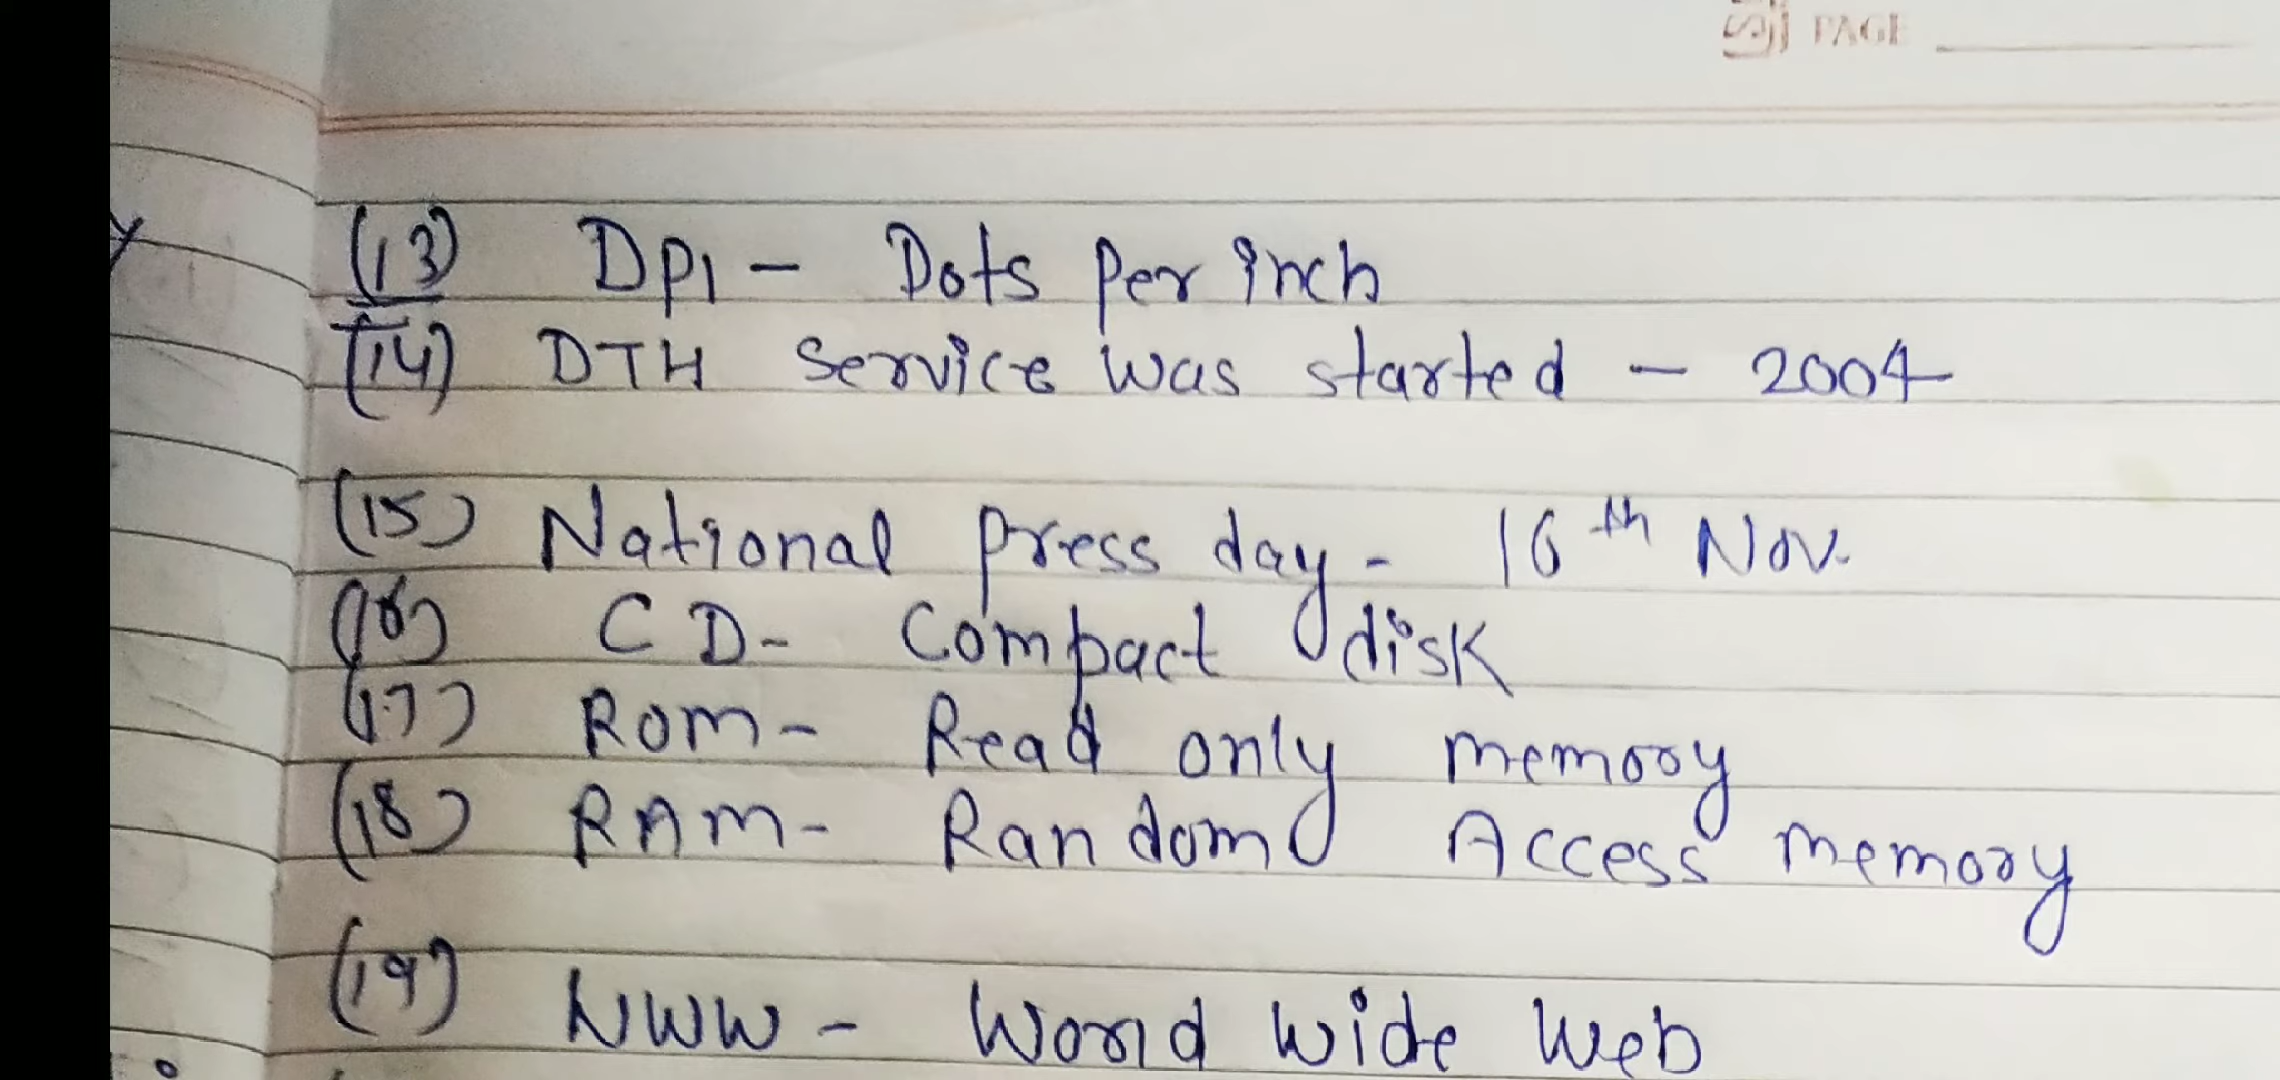 PAGE
(13) DPI - Dots Per inch
(14) DTH Service was started - 2004
(15) National press day - 16th Nov.
(16) CD - Compact disk
(17) ROM - Read only memory
(18) RAM - Random Access memory
(19) WWW - World Wide Web